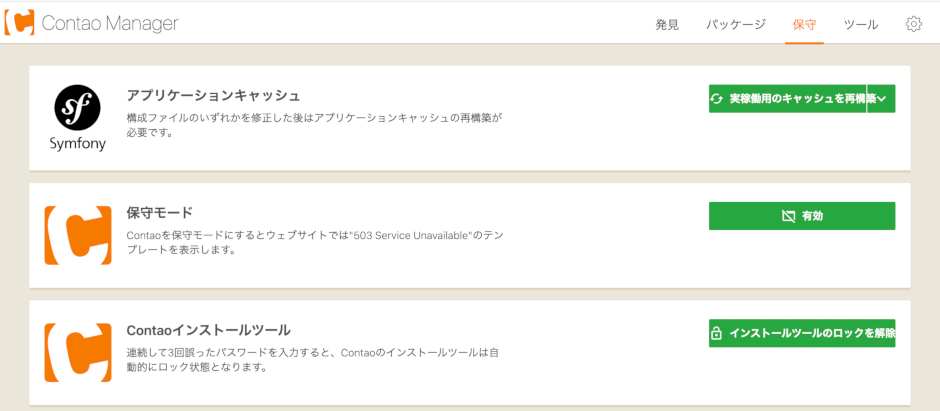 Contao Manager
発見 パッケージ 保守 ツール
アプリケーションキャッシュ
構成ファイルのいずれかを修正した後はアプリケーションキャッシュの再構築が
必要です。
実稼働用のキャッシュを再構築
sf
Symfony
保守モード
Contaoを保守モードにするとウェブサイトでは"503 Service Unavailable"のテン
プレートを表示します。
有効
Contaoインストールツール
連続して3回誤ったパスワードを入力すると、Contaoのインストールツールは自
動的にロック状態となります。
インストールツールのロックを解除